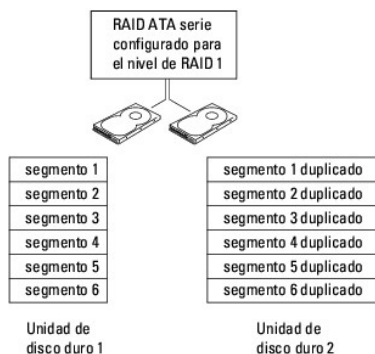 RAID ATA serie
configurado para
el nivel de RAID 1
segmento 1
segmento 2
segmento 3
segmento 4
segmento 5
segmento 6
segmento 1 duplicado
segmento 2 duplicado
segmento 3 duplicado
segmento 4 duplicado
segmento 5 duplicado
segmento 6 duplicado
Unidad de
disco duro 1
Unidad de
disco duro 2